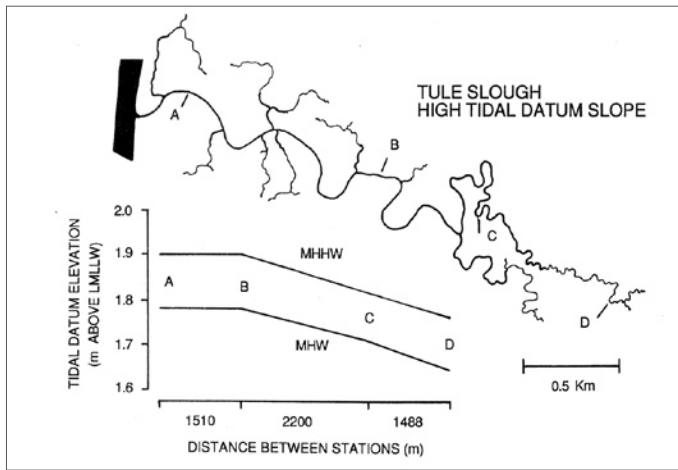 TULE SLOUGH
HIGH TIDAL DATUM SLOPE
A
B
C
D
0.5 Km
TIDAL DATUM ELEVATION
(m ABOVE LMLLW)
2.0
1.9
1.8
1.7
1.6
MHHW
A
B
C
D
MHW
1510
2200
1488
DISTANCE BETWEEN STATIONS (m)